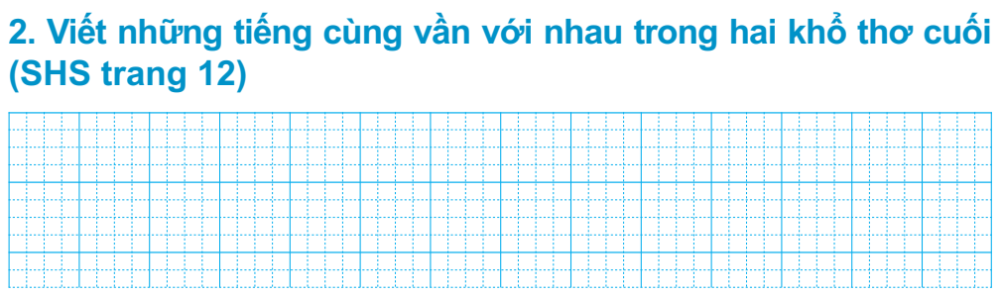 2. Viết những tiếng cùng vần với nhau trong hai khổ thơ cuối
(SHS trang 12)